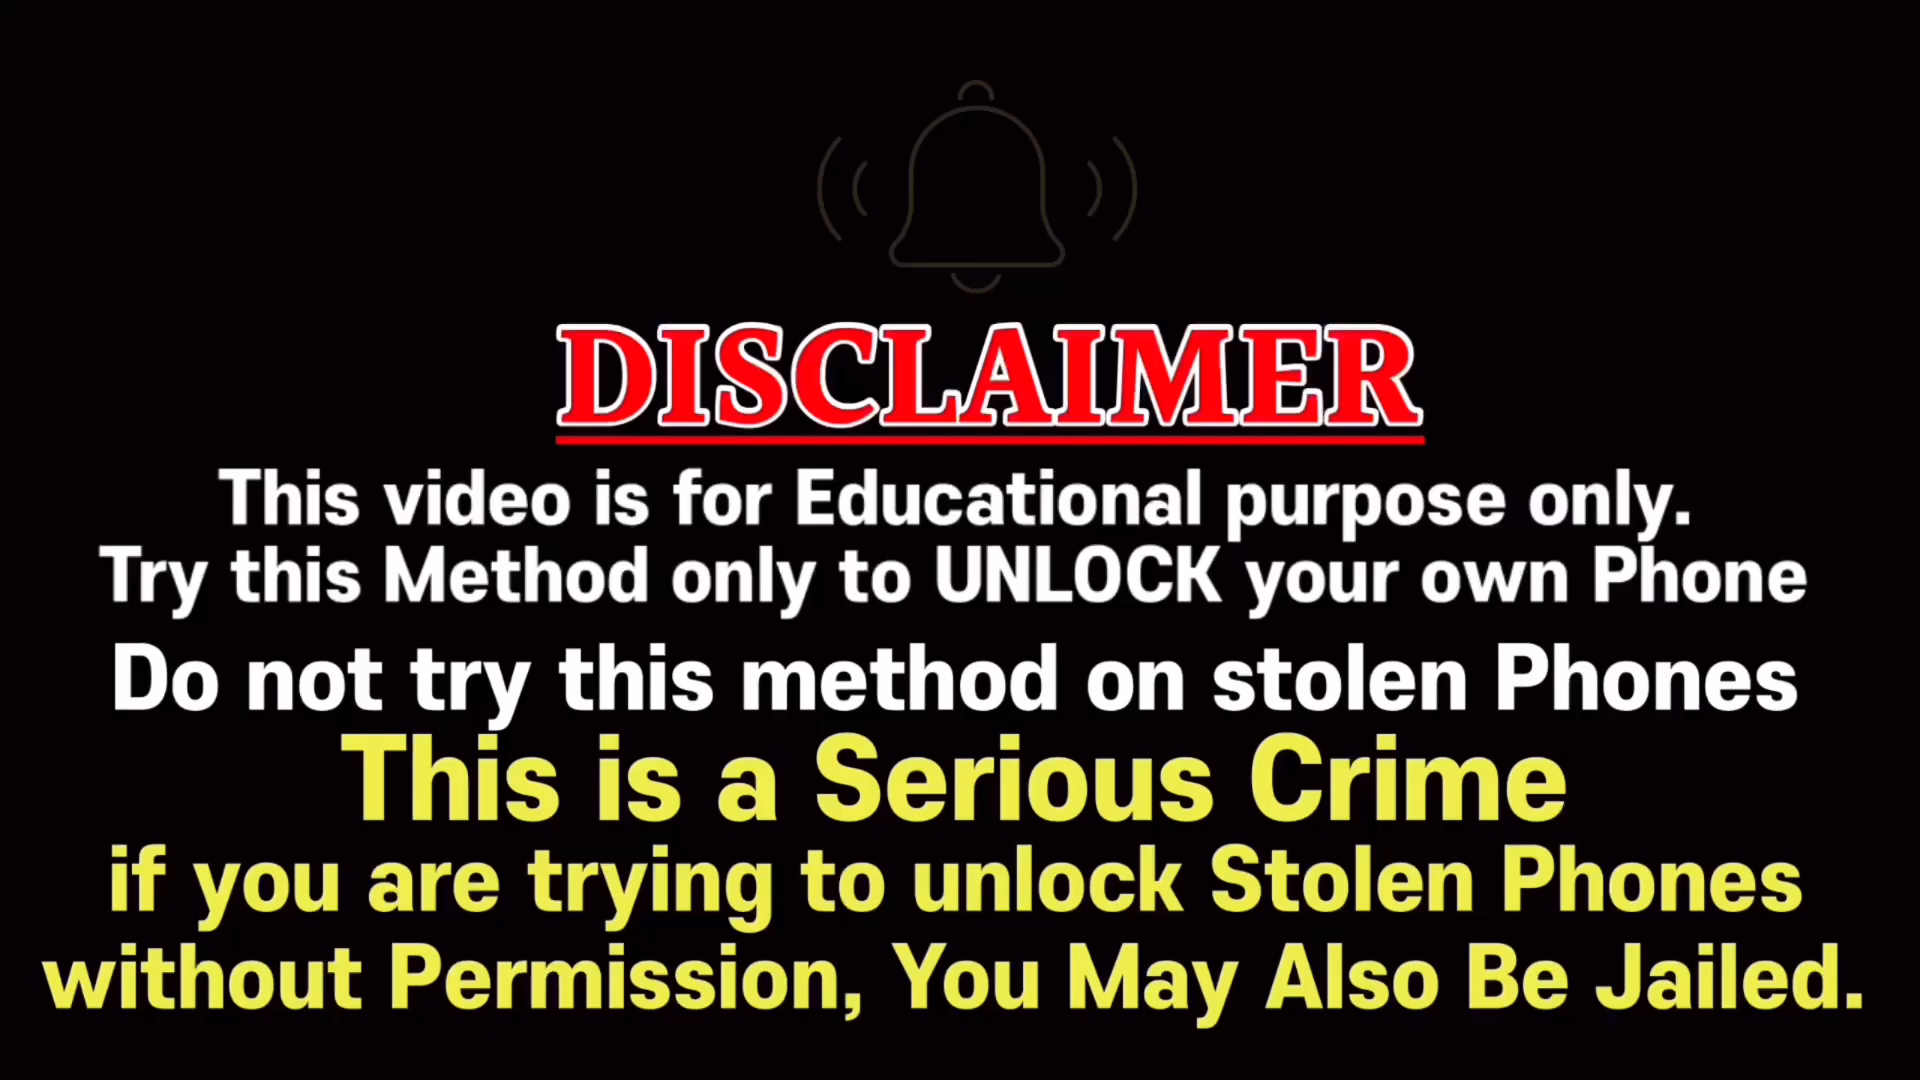 DISCLAIMER
This video is for Educational purpose only.
Try this Method only to UNLOCK your own Phone
Do not try this method on stolen Phones
This is a Serious Crime
if you are trying to unlock Stolen Phones
without Permission, You May Also Be Jailed.